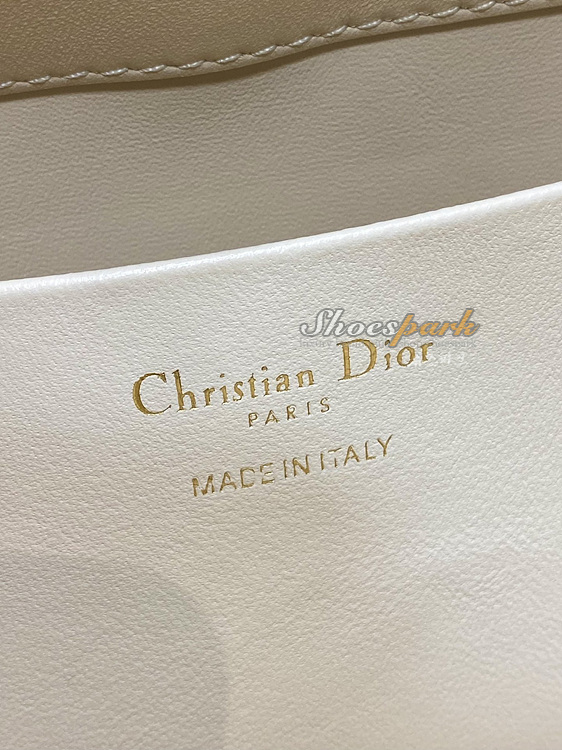 Shoespark
Christian Dior
PARIS
MADE IN ITALY